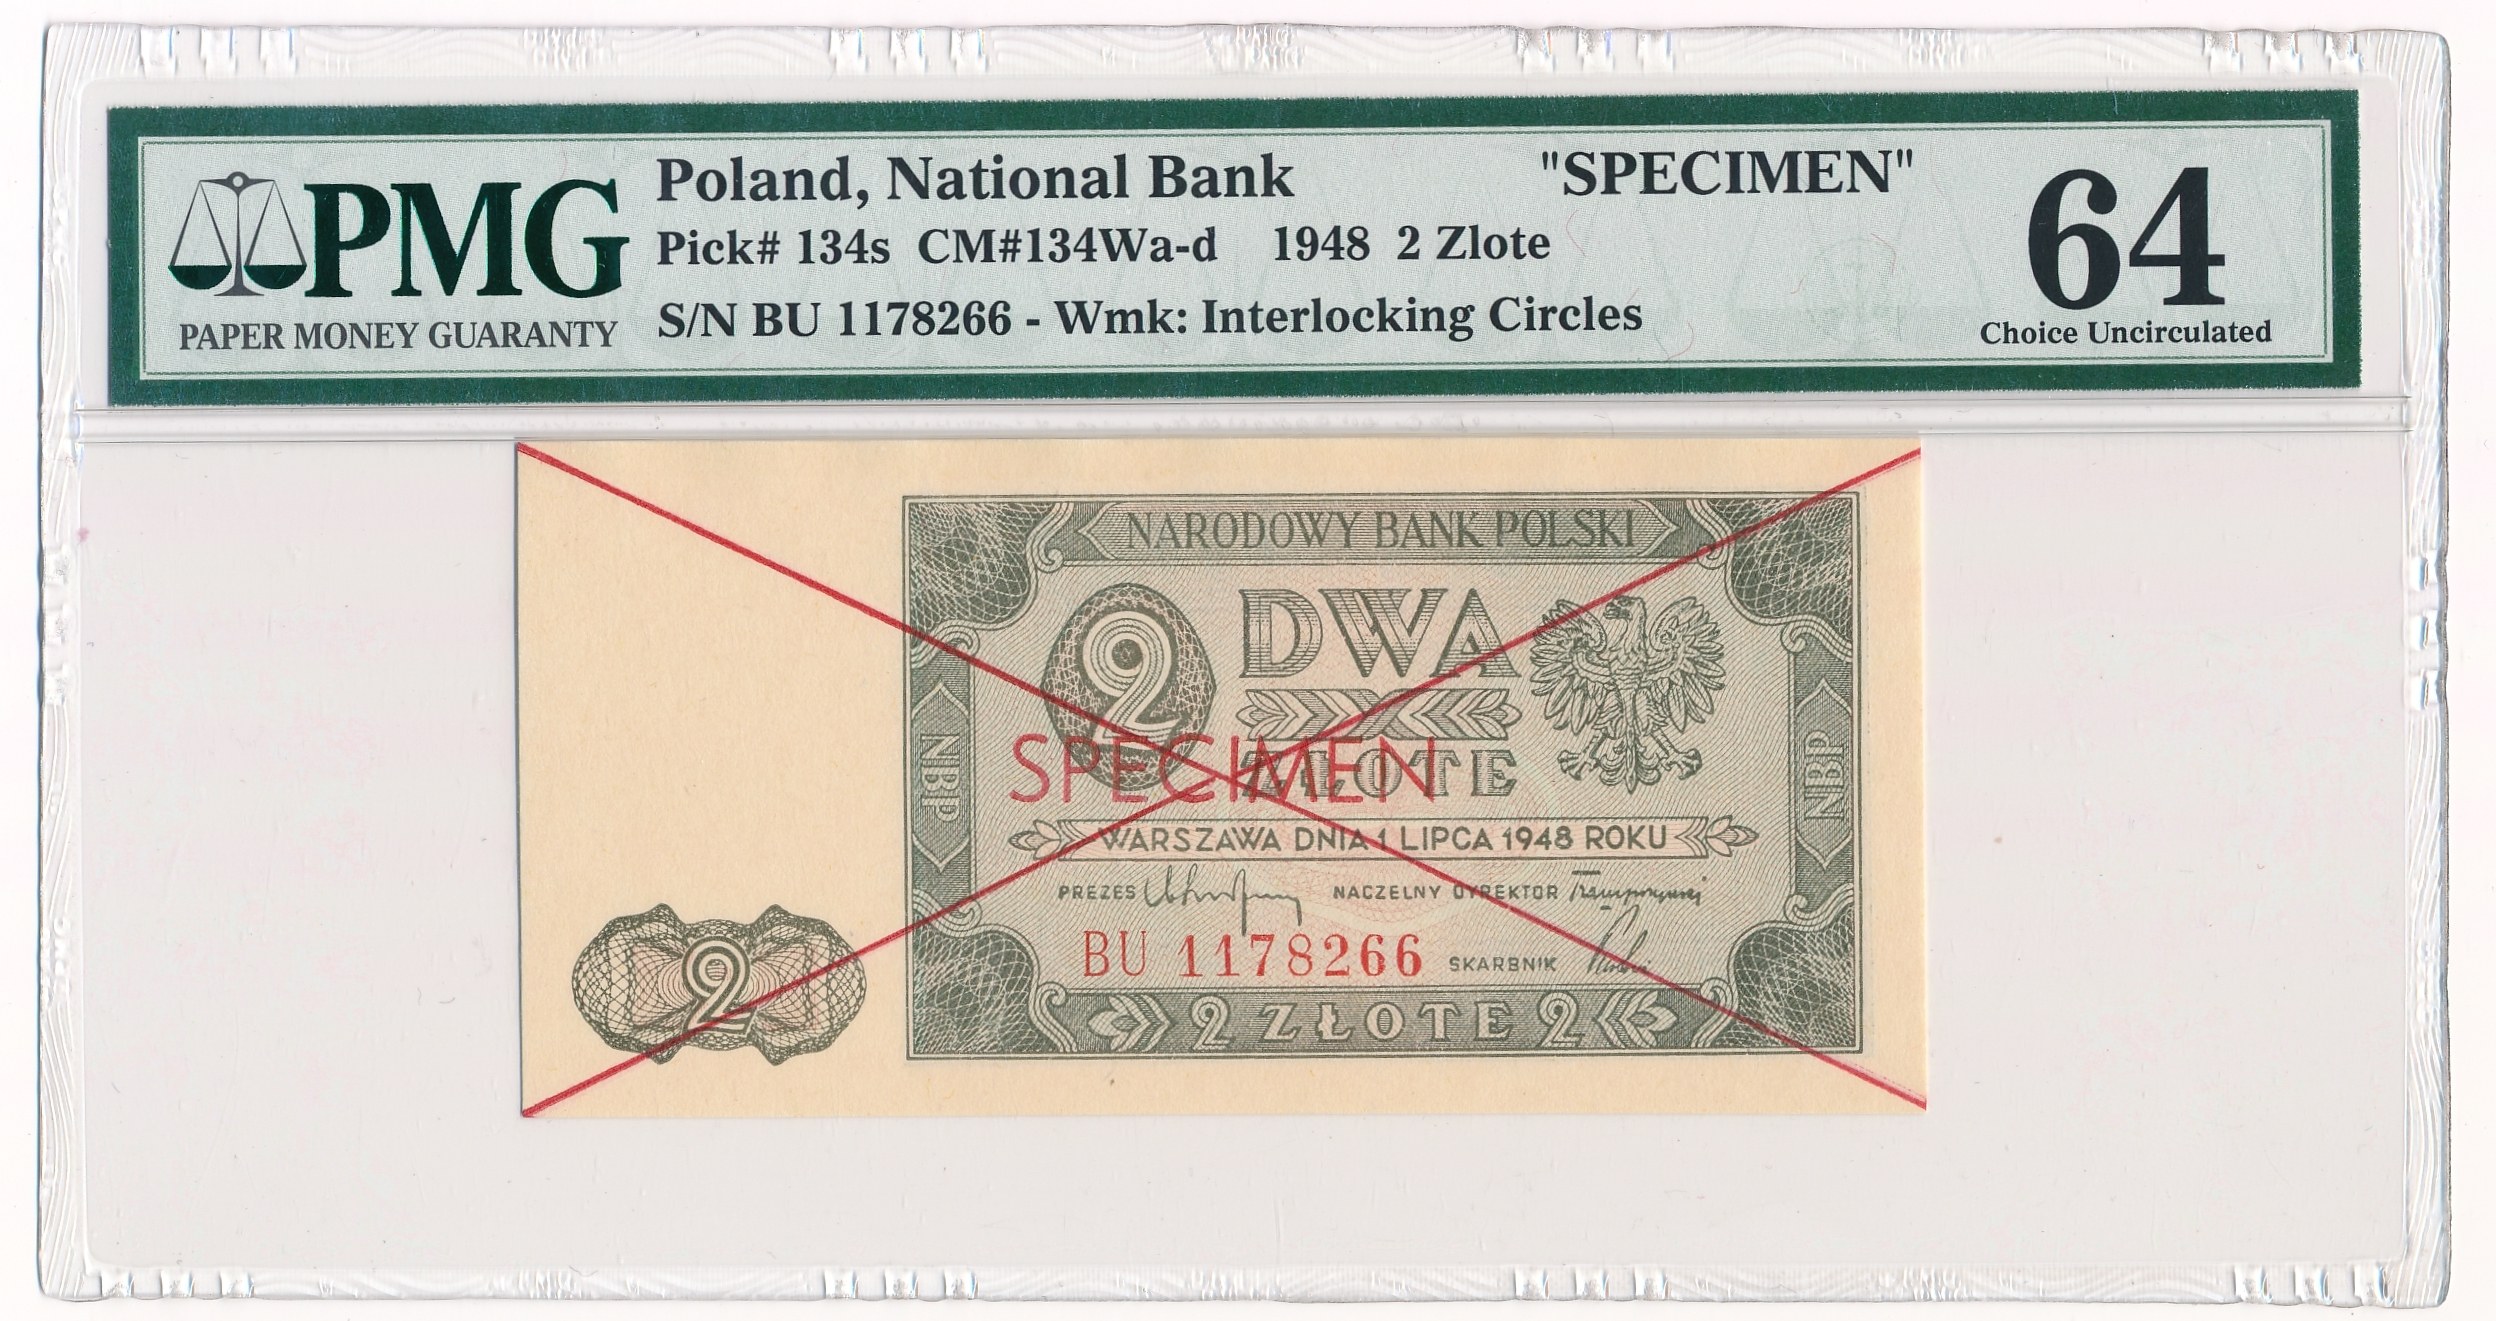 PMG
PAPER MONEY GUARANTY
Poland, National Bank "SPECIMEN"
Pick# 134s CM#134Wa-d 1948 2 Zlote
S/N BU 1178266 - Wmk: Interlocking Circles
64
Choice Uncirculated
NARODOWY BANK POLSKI
2 DWA
ZŁOTE
SPECIMEN
NBP
NBP
WARSZAWA DNIA 1 LIPCA 1948 ROKU
PREZES NACZELNY DYREKTOR
BU 1178266 SKARBNIK
2
2 ZŁOTE 2